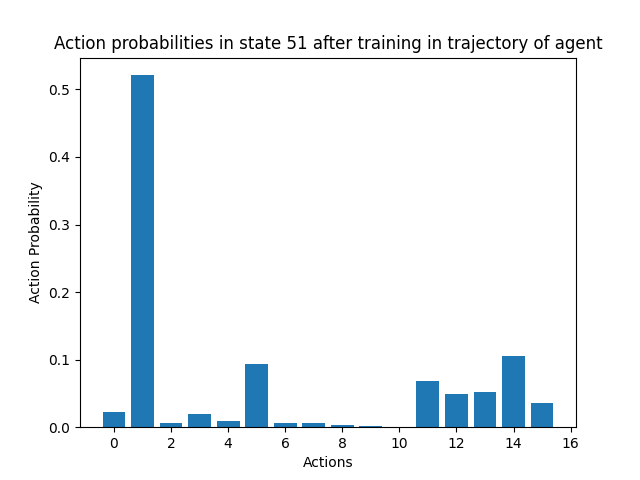 Action probabilities in state 51 after training in trajectory of agent
0.5
0.4
0.3
0.2
0.1
0.0
Action Probability
0 2 4 6 8 10 12 14 16
Actions